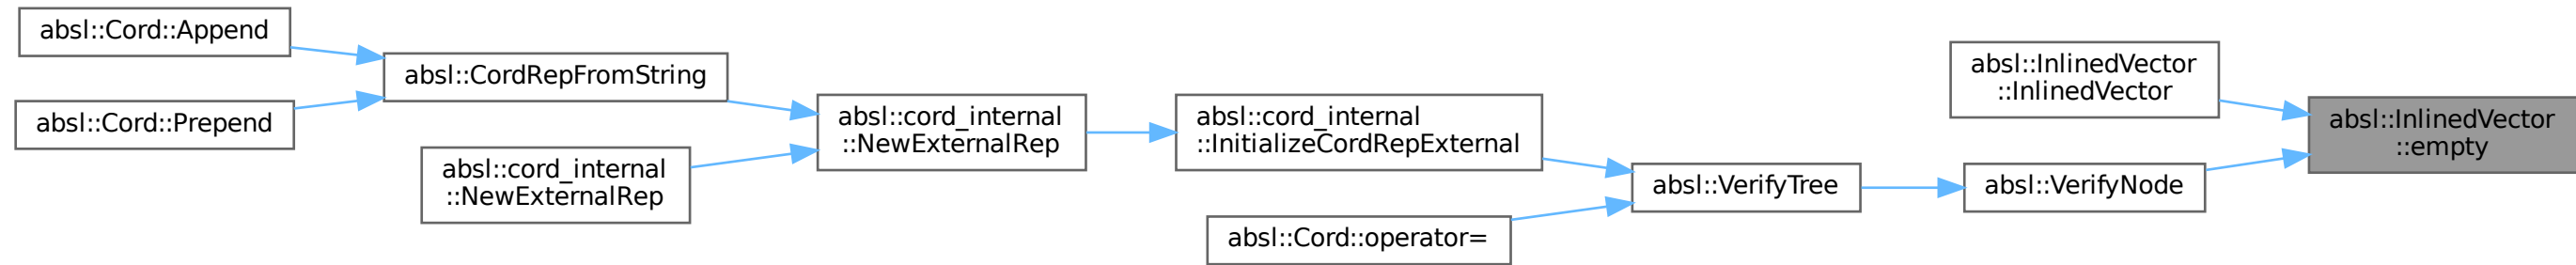 absl::Cord::Append
absl::Cord::Prepend
absl::CordRepFromString
absl::cord_internal
::NewExternalRep
absl::cord_internal
::NewExternalRep
absl::cord_internal
::InitializeCordRepExternal
absl::Cord::operator=
absl::VerifyTree
absl::InlinedVector
::InlinedVector
absl::VerifyNode
absl::InlinedVector
::empty